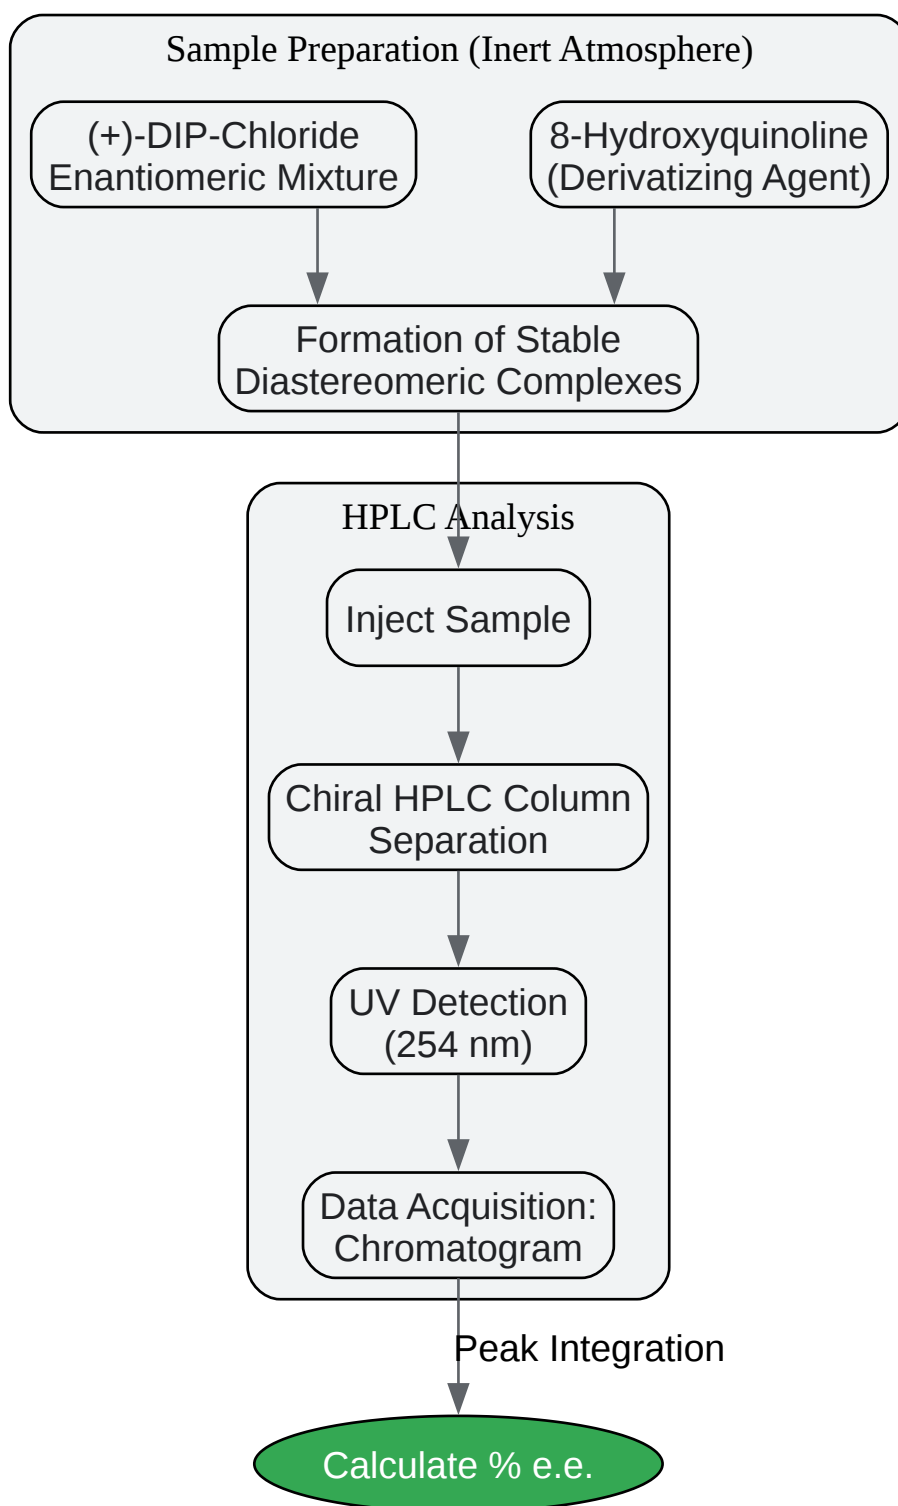 Sample Preparation (Inert Atmosphere)
(+)-DIP-Chloride
Enantiomeric Mixture
8-Hydroxyquinoline
(Derivatizing Agent)
Formation of Stable
Diastereomeric Complexes
HPLC Analysis
Inject Sample
Chiral HPLC Column
Separation
UV Detection
(254 nm)
Data Acquisition:
Chromatogram
Peak Integration
Calculate % e.e.